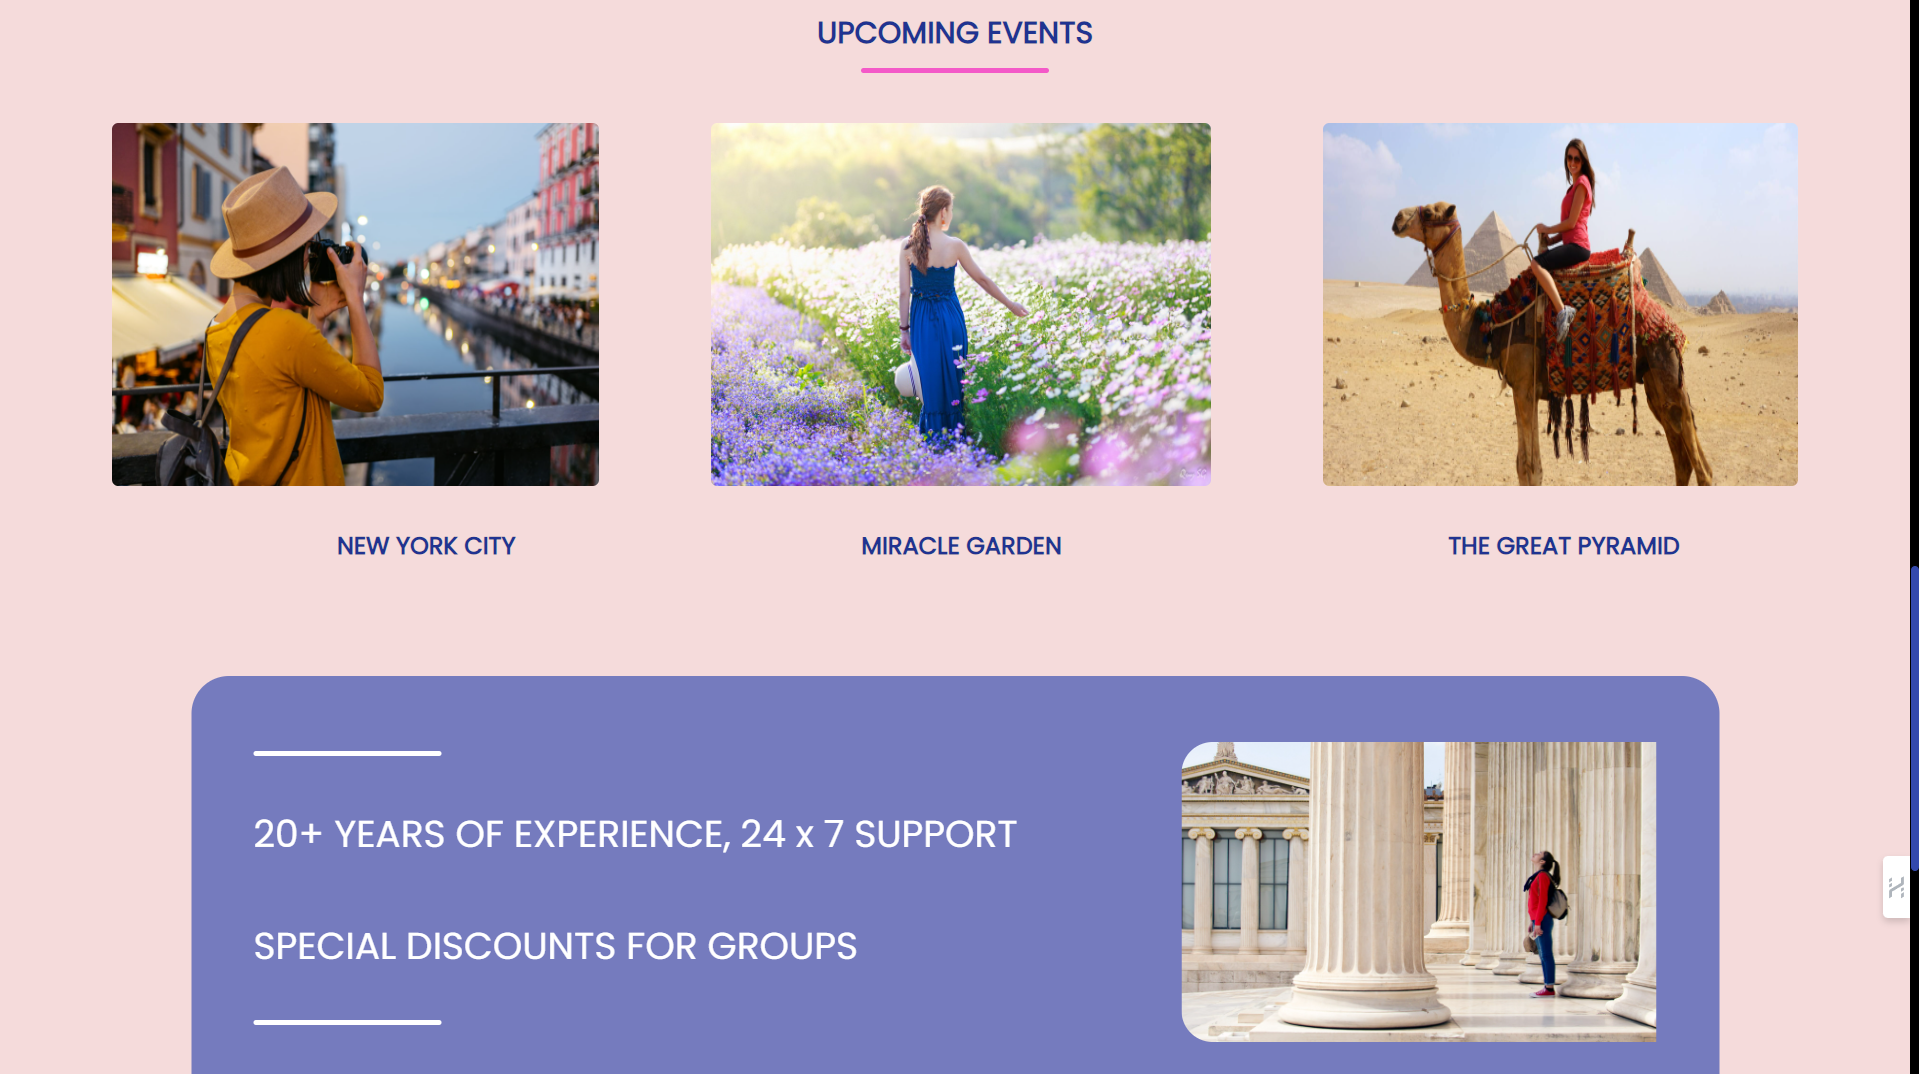 UPCOMING EVENTS
NEW YORK CITY
MIRACLE GARDEN
THE GREAT PYRAMID
20+ YEARS OF EXPERIENCE, 24 x 7 SUPPORT
SPECIAL DISCOUNTS FOR GROUPS